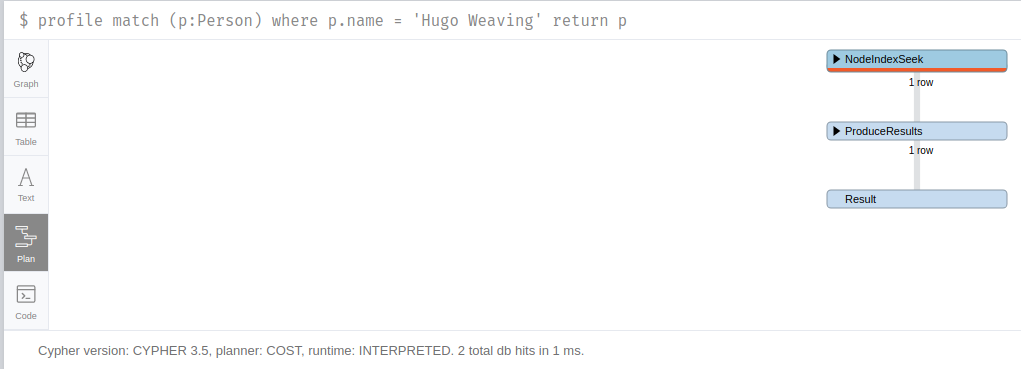 $ profile match (p:Person) where p.name = 'Hugo Weaving' return p
Graph
Table
Text
Plan
Code
NodeIndexSeek
1 row
ProduceResults
1 row
Result
Cypher version: CYPHER 3.5, planner: COST, runtime: INTERPRETED. 2 total db hits in 1 ms.